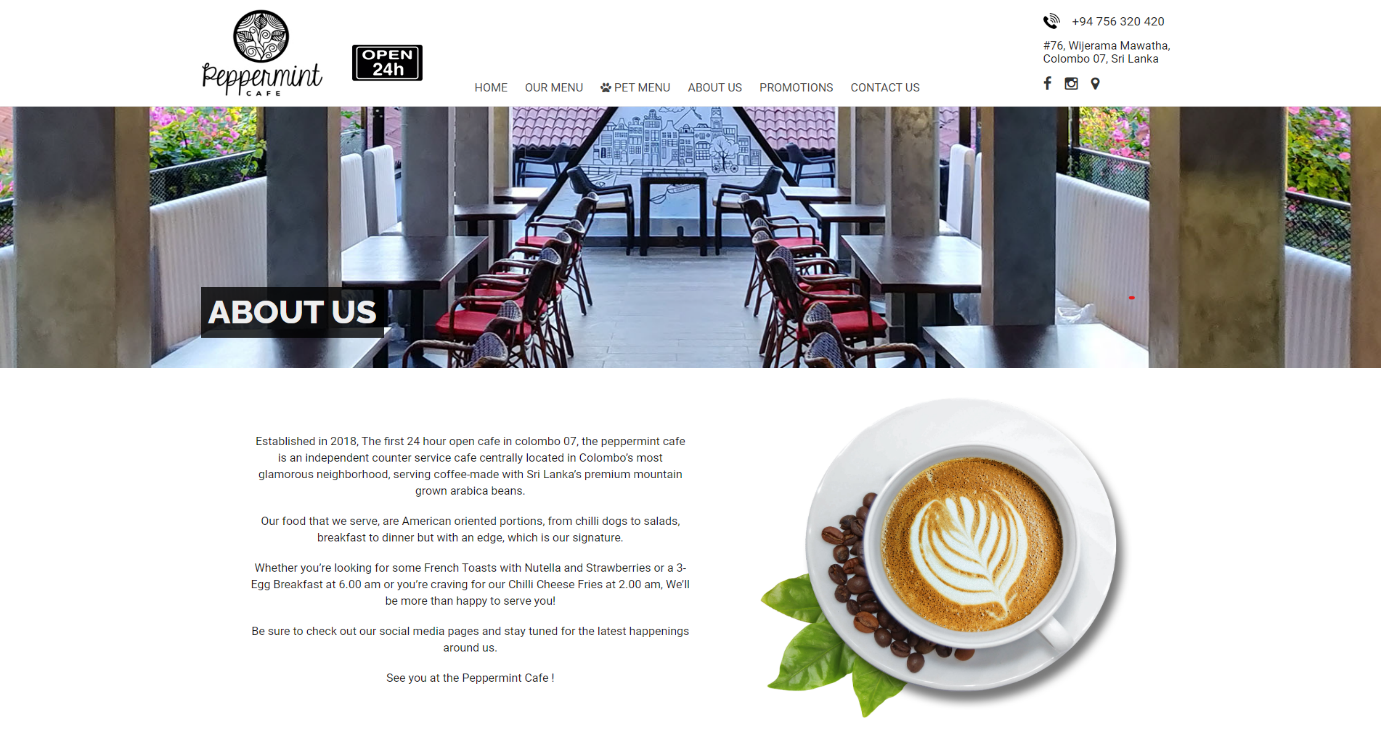 Peppermint
CAFE
OPEN
24h
HOME OUR MENU PET MENU ABOUT US PROMOTIONS CONTACT US
+94 756 320 420
#76, Wijerama Mawatha,
Colombo 07, Sri Lanka
ABOUT US
Established in 2018, The first 24 hour open cafe in colombo 07, the peppermint cafe
is an independent counter service cafe centrally located in Colombo's most
glamorous neighborhood, serving coffee-made with Sri Lanka's premium mountain
grown arabica beans.
Our food that we serve, are American oriented portions, from chilli dogs to salads,
breakfast to dinner but with an edge, which is our signature.
Whether you're looking for some French Toasts with Nutella and Strawberries or a 3-
Egg Breakfast at 6.00 am or you're craving for our Chilli Cheese Fries at 2.00 am, We'll
be more than happy to serve you!
Be sure to check out our social media pages and stay tuned for the latest happenings
around us.
See you at the Peppermint Cafe !